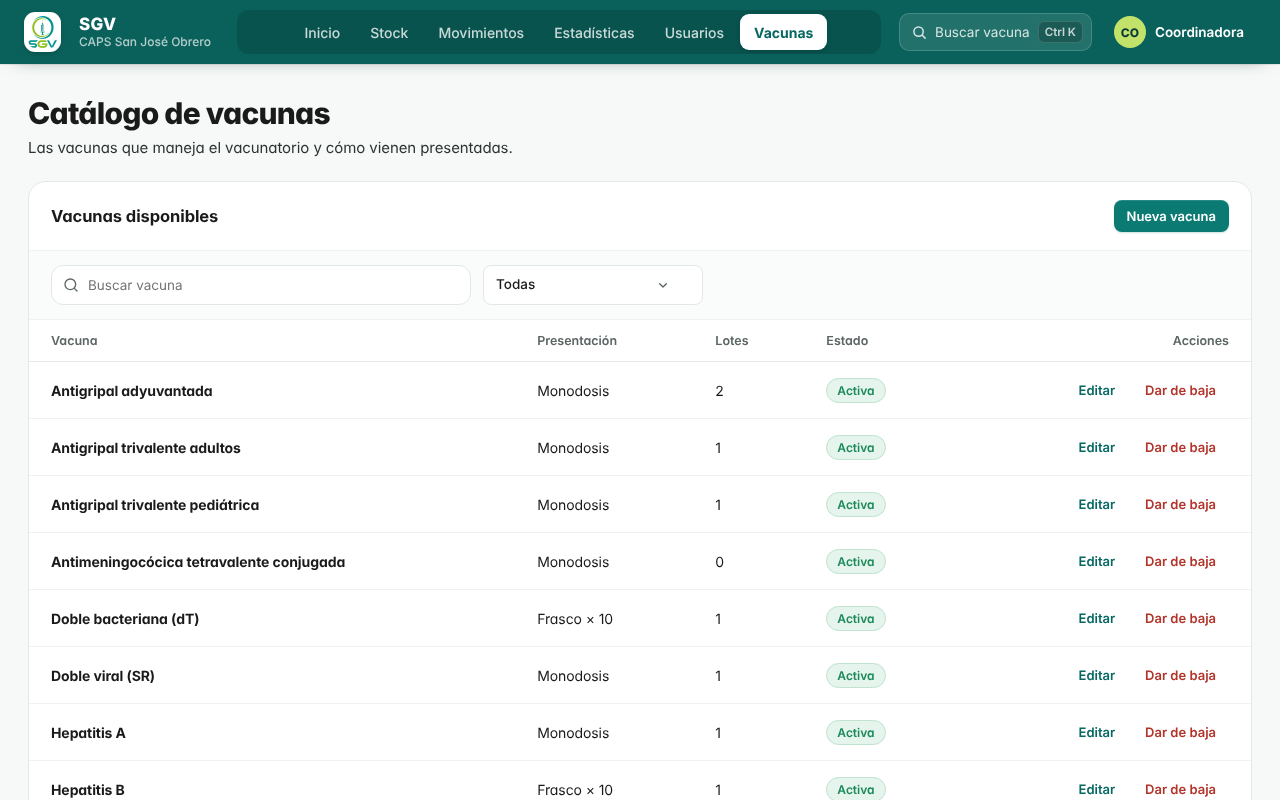 SGV
SGV
CAPS San José Obrero
Inicio
Stock
Movimientos
Estadísticas
Usuarios
Vacunas
Buscar vacuna
Ctrl K
CO
Coordinadora
Catálogo de vacunas
Las vacunas que maneja el vacunatorio y cómo vienen presentadas.
Vacunas disponibles
Nueva vacuna
Buscar vacuna
Todas
Vacuna Presentación Lotes Estado Acciones
Antigripal adyuvantada Monodosis 2 Activa Editar Dar de baja
Antigripal trivalente adultos Monodosis 1 Activa Editar Dar de baja
Antigripal trivalente pediátrica Monodosis 1 Activa Editar Dar de baja
Antimeningocócica tetravalente conjugada Monodosis 0 Activa Editar Dar de baja
Doble bacteriana (dT) Frasco × 10 1 Activa Editar Dar de baja
Doble viral (SR) Monodosis 1 Activa Editar Dar de baja
Hepatitis A Monodosis 1 Activa Editar Dar de baja
Hepatitis B Frasco × 10 1 Activa Editar Dar de baja